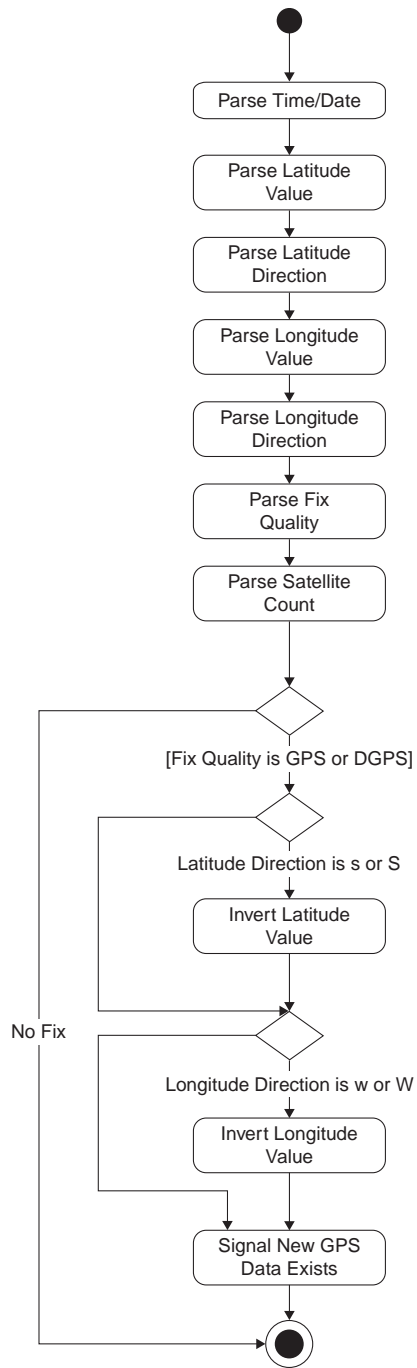 Parse Time/Date
Parse Latitude
Value
Parse Latitude
Direction
Parse Longitude
Value
Parse Longitude
Direction
Parse Fix
Quality
Parse Satellite
Count
[Fix Quality is GPS or DGPS]
Latitude Direction is s or S
Invert Latitude
Value
No Fix
Longitude Direction is w or W
Invert Longitude
Value
Signal New GPS
Data Exists